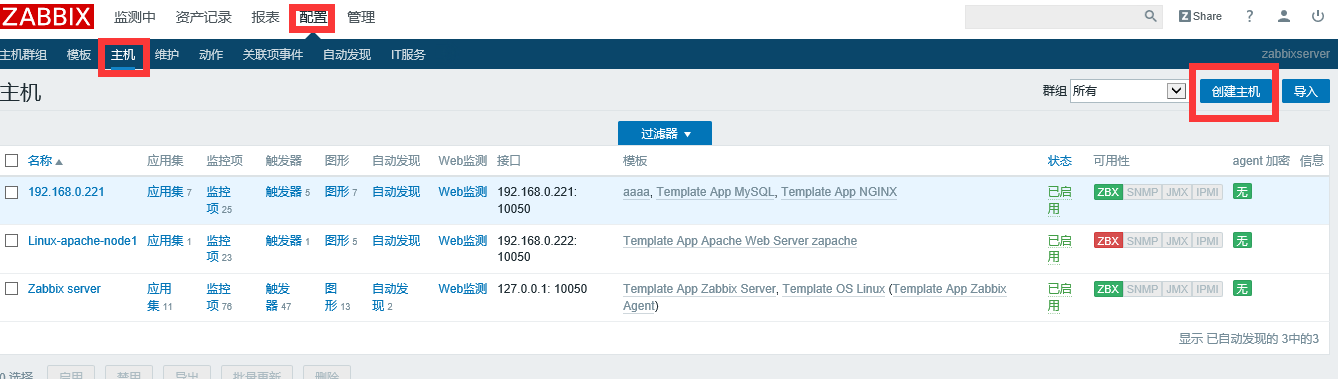 ZABBIX 监测中 资产记录 报表 配置 管理 Z Share ?
主机群组 模板 主机 维护 动作 关联项事件 自动发现 IT服务 zabbixserver
主机 群组 所有 创建主机 导入
过滤器
名称 应用集 监控项 触发器 图形 自动发现 Web监测 接口 模板 状态 可用性 agent 加密 信息
192.168.0.221 应用集 7 监控 触发器 5 图形 7 自动发现 Web监测 192.168.0.221: aaaa, Template App MySQL, Template App NGINX 已启 ZBX SNMP JMX IPMI 无
项 25 10050 用
Linux-apache-node1 应用集 1 监控 触发器 1 图形 5 自动发现 Web监测 192.168.0.222: Template App Apache Web Server zapache 已启 ZBX SNMP JMX IPMI 无
项 23 10050 用
Zabbix server 应用 监控 触发 图 自动发 Web监测 127.0.0.1: 10050 Template App Zabbix Server, Template OS Linux (Template App Zabbix 已启 ZBX SNMP JMX IPMI 无
集 11 项 76 器 47 形 13 现 2 Agent) 用
显示 已自动发现的 3中的3
0 选择 启用 禁用 导出 批量更新 删除